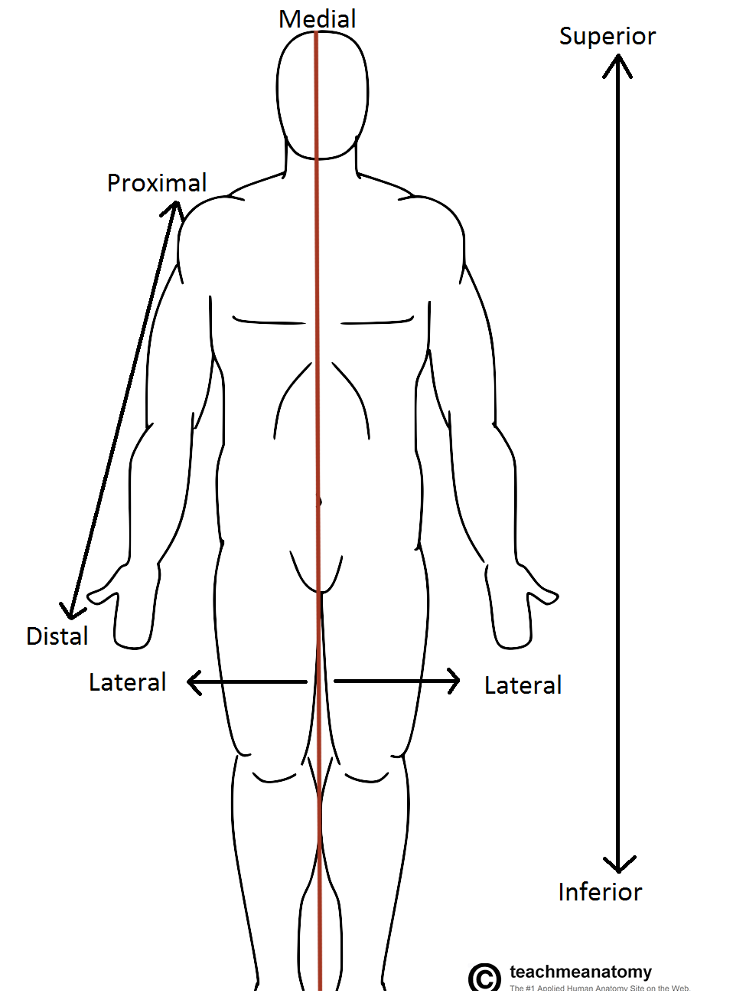 Medial
Superior
Proximal
Distal
Lateral
Lateral
Inferior
© teachmeanatomy
The #1 Applied Human Anatomy Site on the Web.